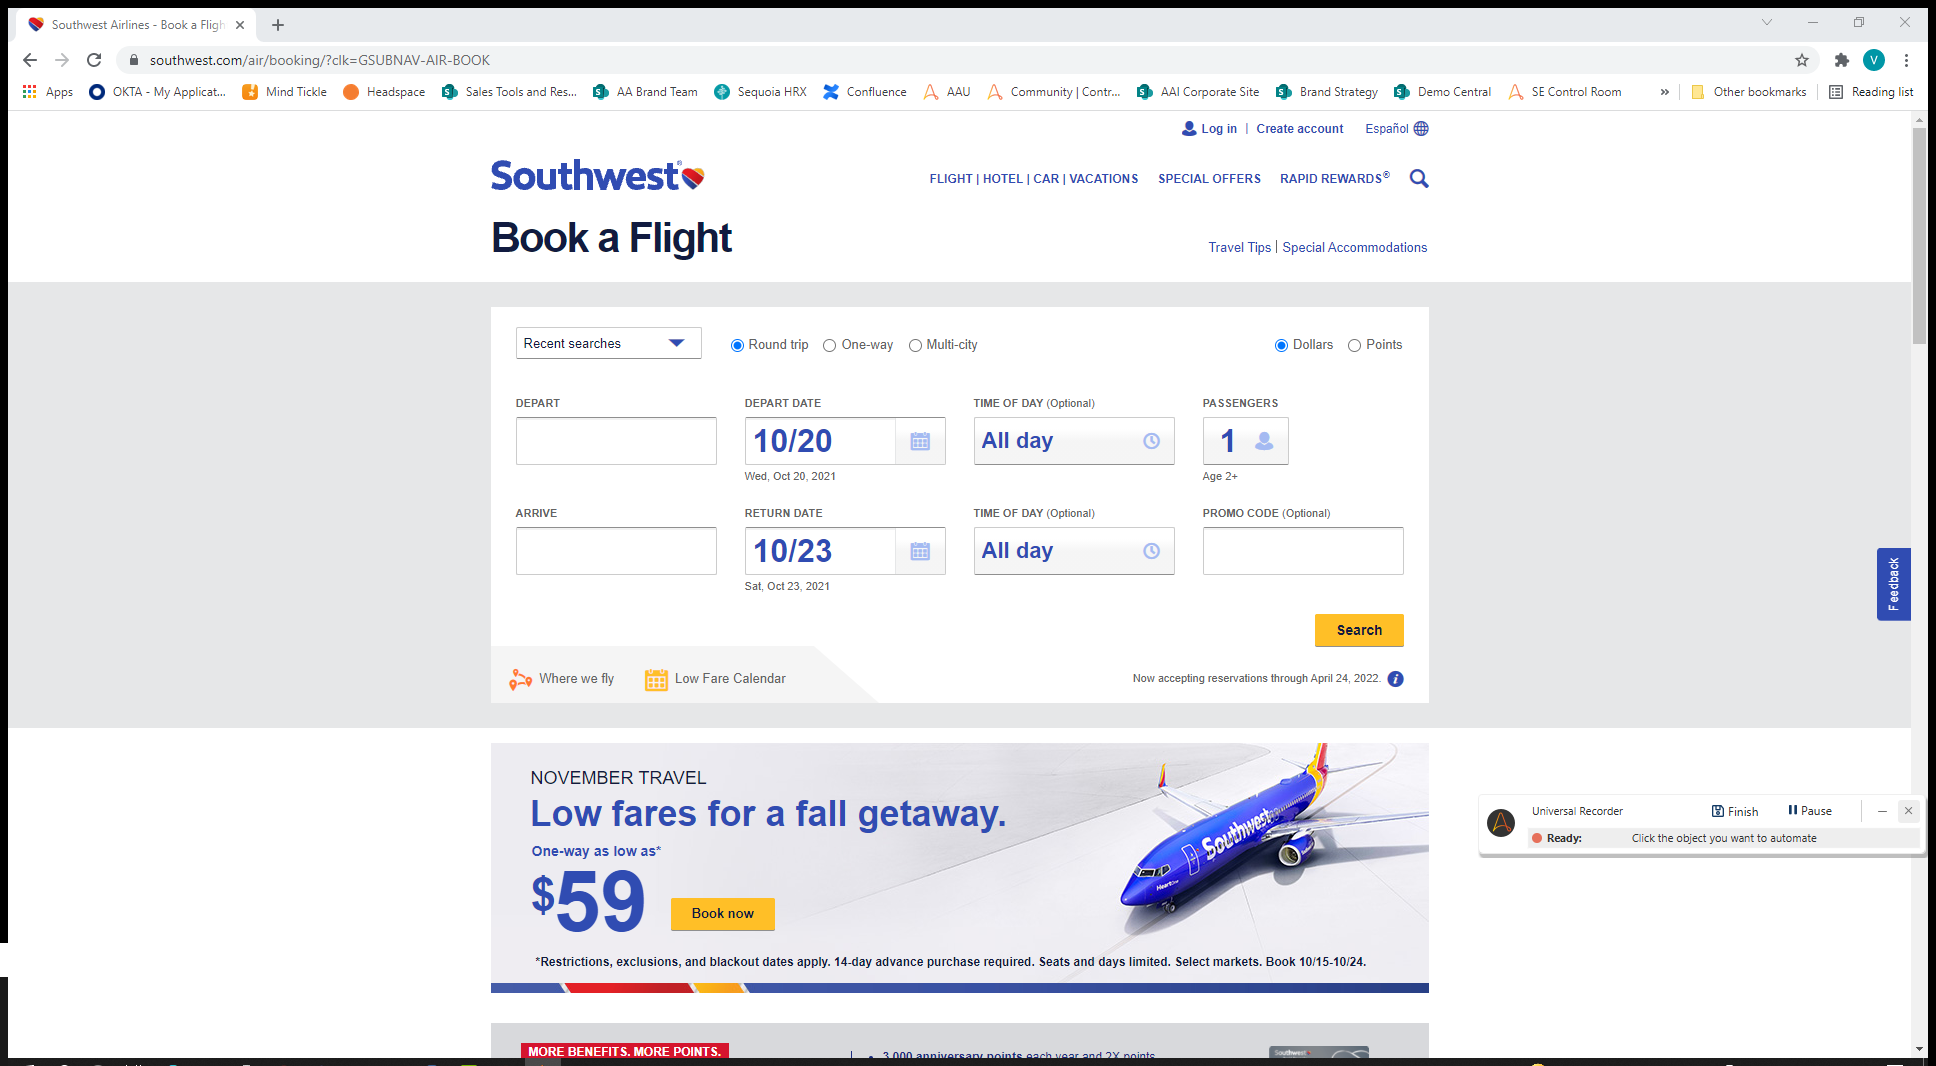 Southwest Airlines - Book a Fligh
southwest.com/air/booking/?clk=GSUBNAV-AIR-BOOK
V
Apps OKTA - My Applicat... Mind Tickle Headspace Sales Tools and Res... AA Brand Team Sequoia HRX Confluence AAU Community | Contr... AAI Corporate Site Brand Strategy Demo Central SE Control Room » Other bookmarks Reading list
Log in | Create account Español
Southwest®
FLIGHT | HOTEL | CAR | VACATIONS SPECIAL OFFERS RAPID REWARDS®
Book a Flight
Travel Tips | Special Accommodations
Recent searches Round trip One-way Multi-city Dollars Points
DEPART DEPART DATE TIME OF DAY (Optional) PASSENGERS
10/20 All day 1
Wed, Oct 20, 2021 Age 2+
ARRIVE RETURN DATE TIME OF DAY (Optional) PROMO CODE (Optional)
10/23 All day
Sat, Oct 23, 2021
Feedback
Search
Where we fly Low Fare Calendar Now accepting reservations through April 24, 2022. i
NOVEMBER TRAVEL
Low fares for a fall getaway.
One-way as low as*
$59
Book now
Southwest
Heart One
Universal Recorder Finish Pause
Ready: Click the object you want to automate
*Restrictions, exclusions, and blackout dates apply. 14-day advance purchase required. Seats and days limited. Select markets. Book 10/15-10/24.
MORE BENEFITS. MORE POINTS.
• 3,000 anniversary points each year and 2X points
Southwest